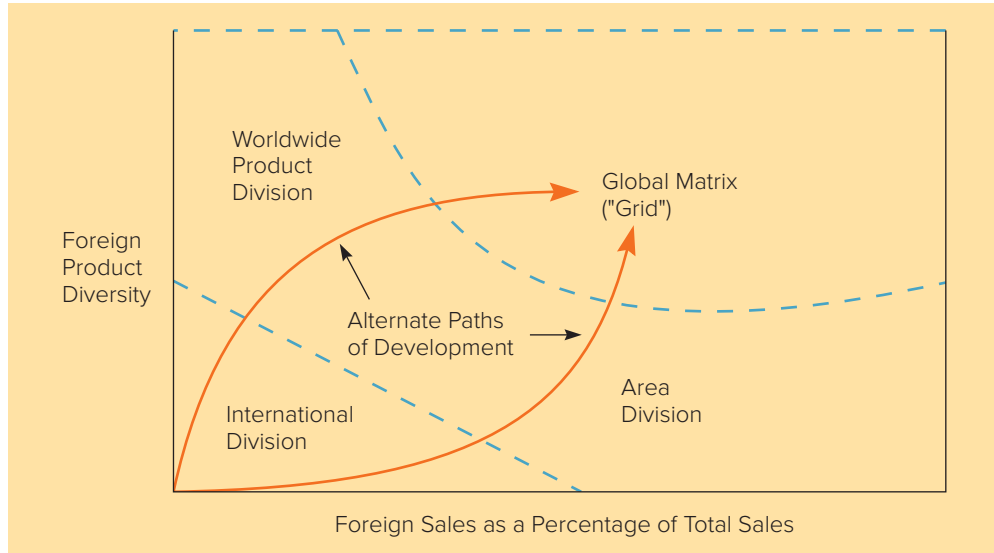 Worldwide
Product
Division
Global Matrix
("Grid")
Foreign
Product
Diversity
Alternate Paths
of Development
International
Division
Area
Division
Foreign Sales as a Percentage of Total Sales